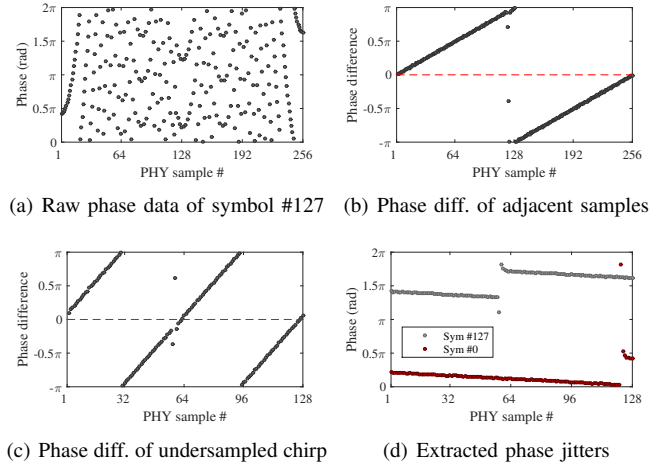 2π
1.5π
π
0.5π
0
Phase (rad)
1 64 128 192 256
PHY sample #
(a) Raw phase data of symbol #127
π
0.5π
0
-0.5π
-π
Phase difference
1 64 128 192 256
PHY sample #
(b) Phase diff. of adjacent samples
π
0.5π
0
-0.5π
-π
Phase difference
1 32 64 96 128
PHY sample #
(c) Phase diff. of undersampled chirp
2π
1.5π
π
0.5π
0
Phase (rad)
Sym #127
Sym #0
1 32 64 96 128
PHY sample #
(d) Extracted phase jitters